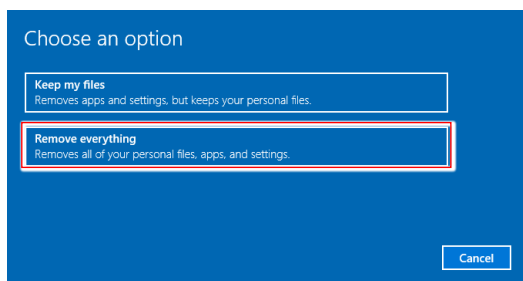 Choose an option
Keep my files
Removes apps and settings, but keeps your personal files.
Remove everything
Removes all of your personal files, apps, and settings.
Cancel